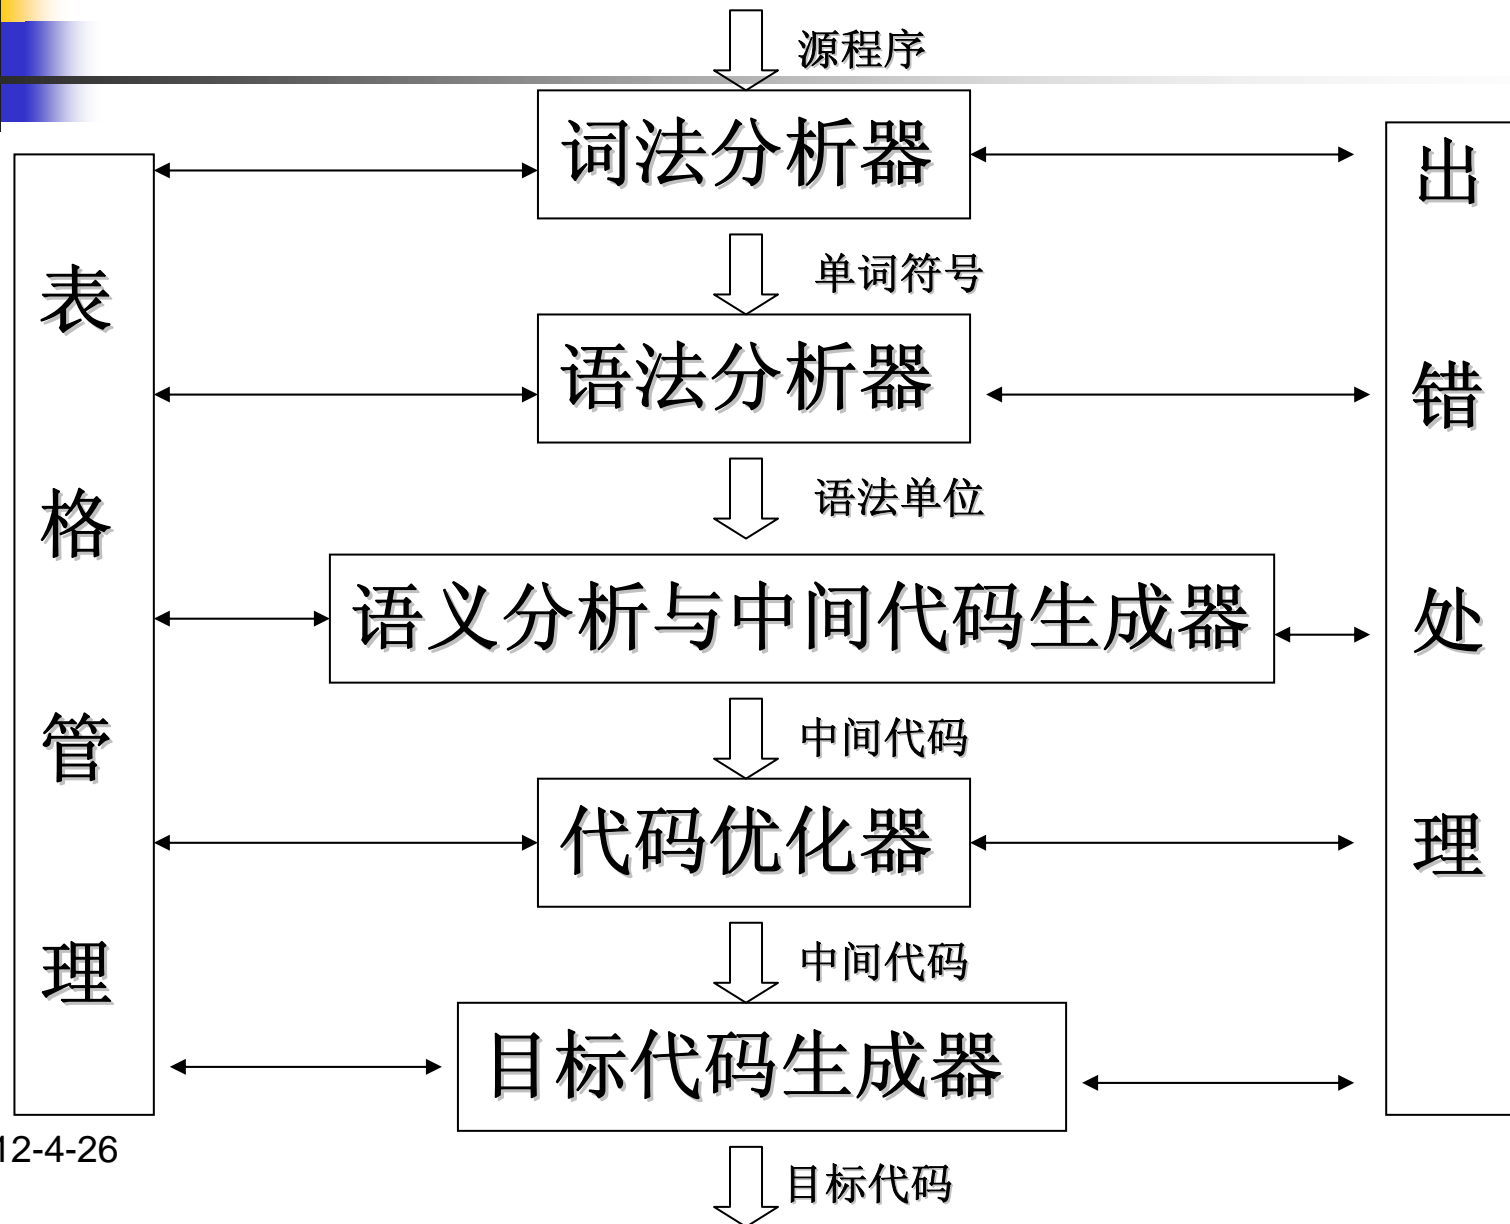 源程序
词法分析器
单词符号
语法分析器
语法单位
语义分析与中间代码生成器
中间代码
代码优化器
中间代码
目标代码生成器
目标代码
表
格
管
理
出
错
处
理
12-4-26